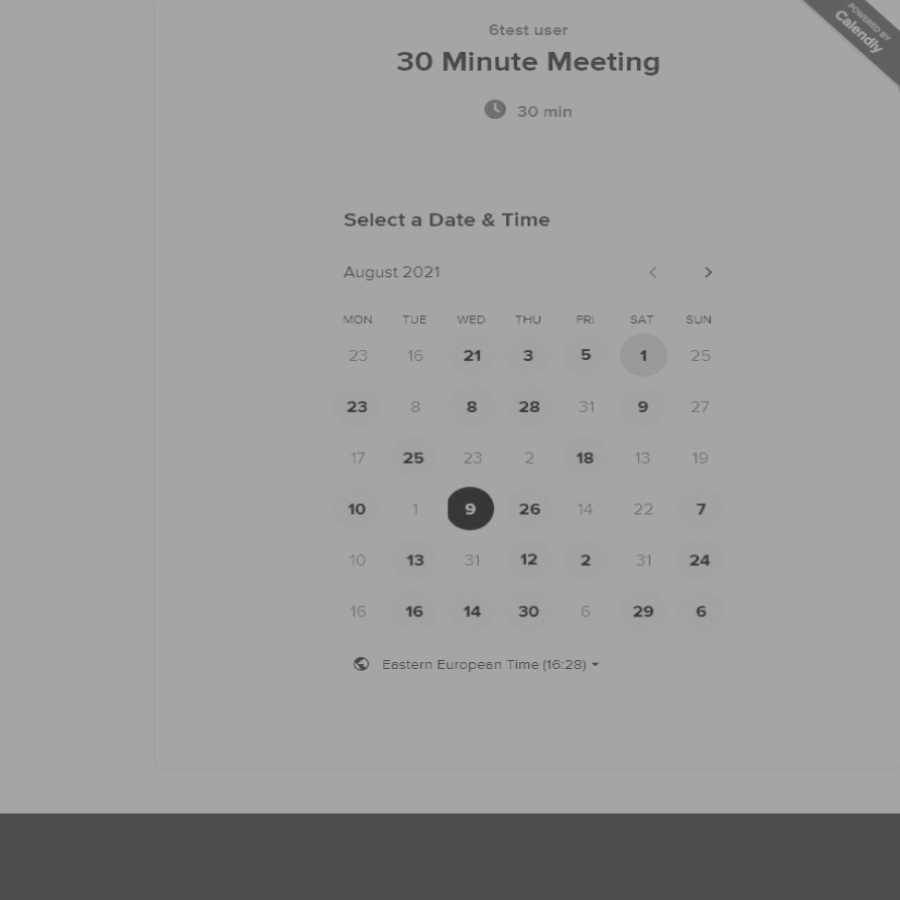 6test user
POWERED BY
Calendly
30 Minute Meeting
30 min
Select a Date & Time
August 2021
MON TUE WED THU FRI SAT SUN
23 16 21 3 5 1 25
23 8 8 28 31 9 27
17 25 23 2 18 13 19
10 1 9 26 14 22 7
10 13 31 12 2 31 24
16 16 14 30 6 29 6
Eastern European Time (16:28)